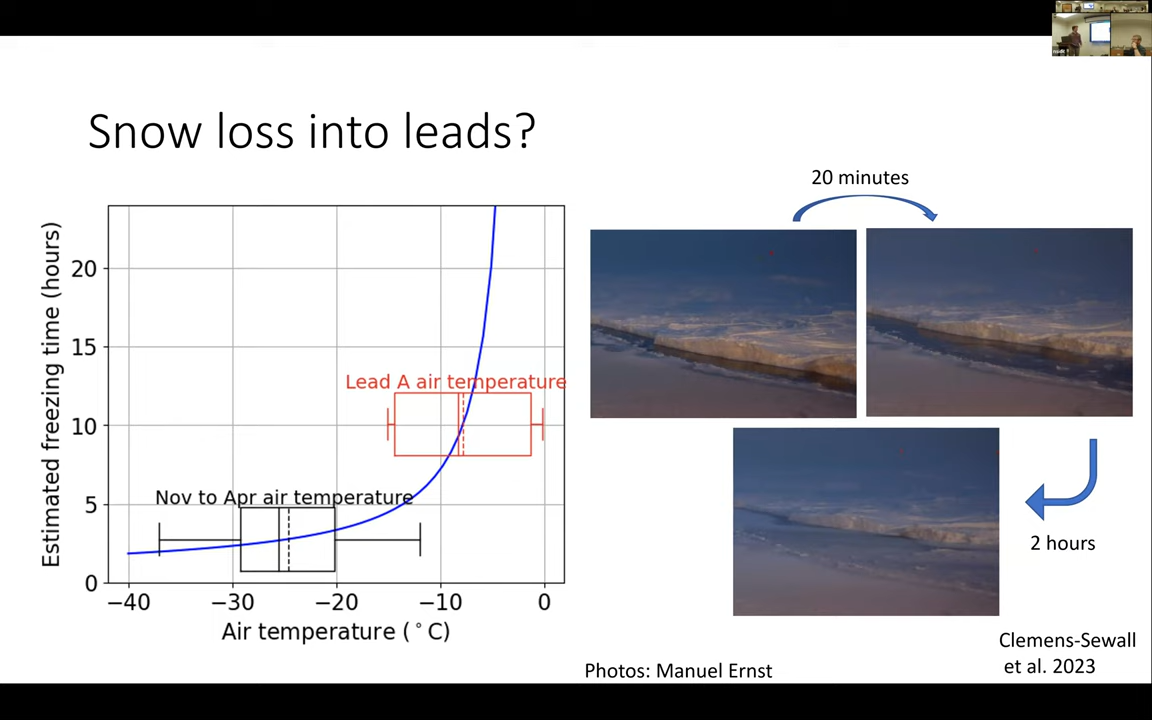 Snow loss into leads?
20 minutes
Estimated freezing time (hours)
20
15
10
5
0
Lead A air temperature
Nov to Apr air temperature
−40
−30
−20
−10
0
Air temperature (°C)
2 hours
Clemens-Sewall
et al. 2023
Photos: Manuel Ernst